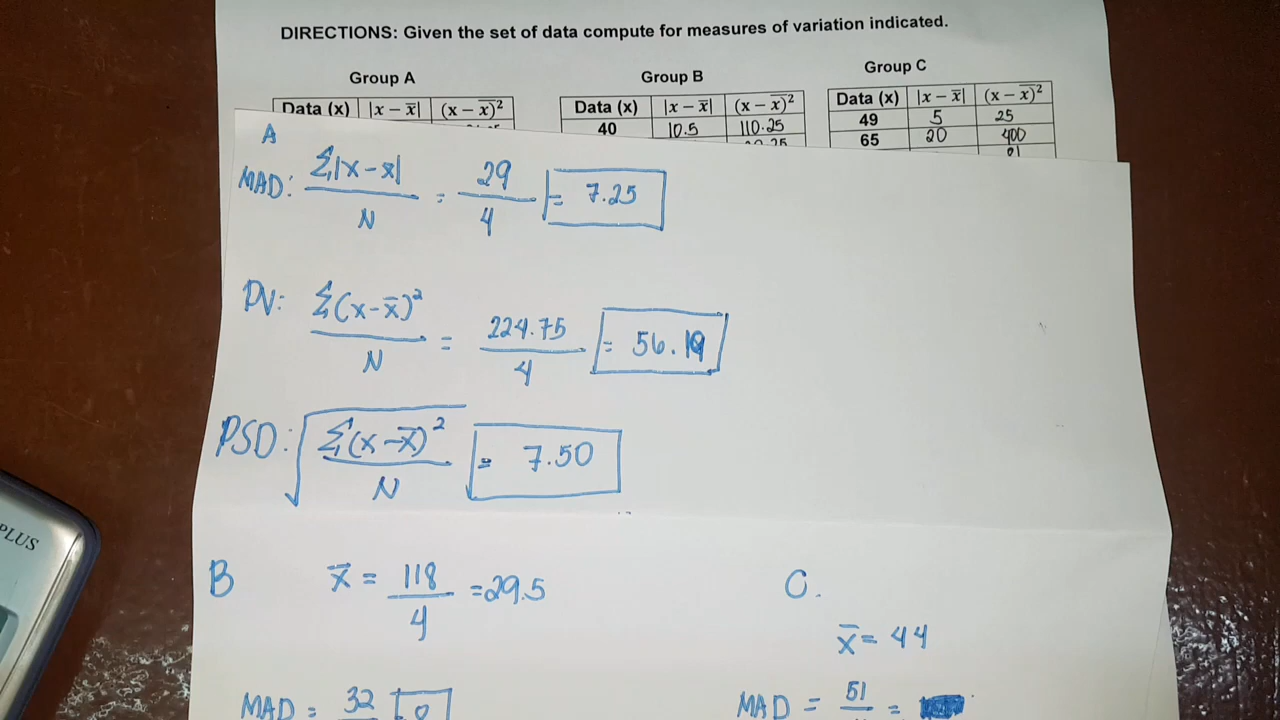 DIRECTIONS: Given the set of data compute for measures of variation indicated.
Group A
Data (x) |x − x̅| (x − x̅)²
Group B
Data (x) |x − x̅| (x − x̅)²
40 10.5 110.25
Group C
Data (x) |x − x̅| (x − x̅)²
49 5 25
65 20 400
A
MAD: Σ|x-x̄| / N = 29 / 4 = 7.25
PV: Σ(x-x̄)² / N = 224.75 / 4 = 56.19
PSD: √ Σ(x-x̄)² / N = 7.50
B x̄ = 118 / 4 = 29.5
C.
x̄ = 44
MAD = 32
MAD = 51 =
PLUS